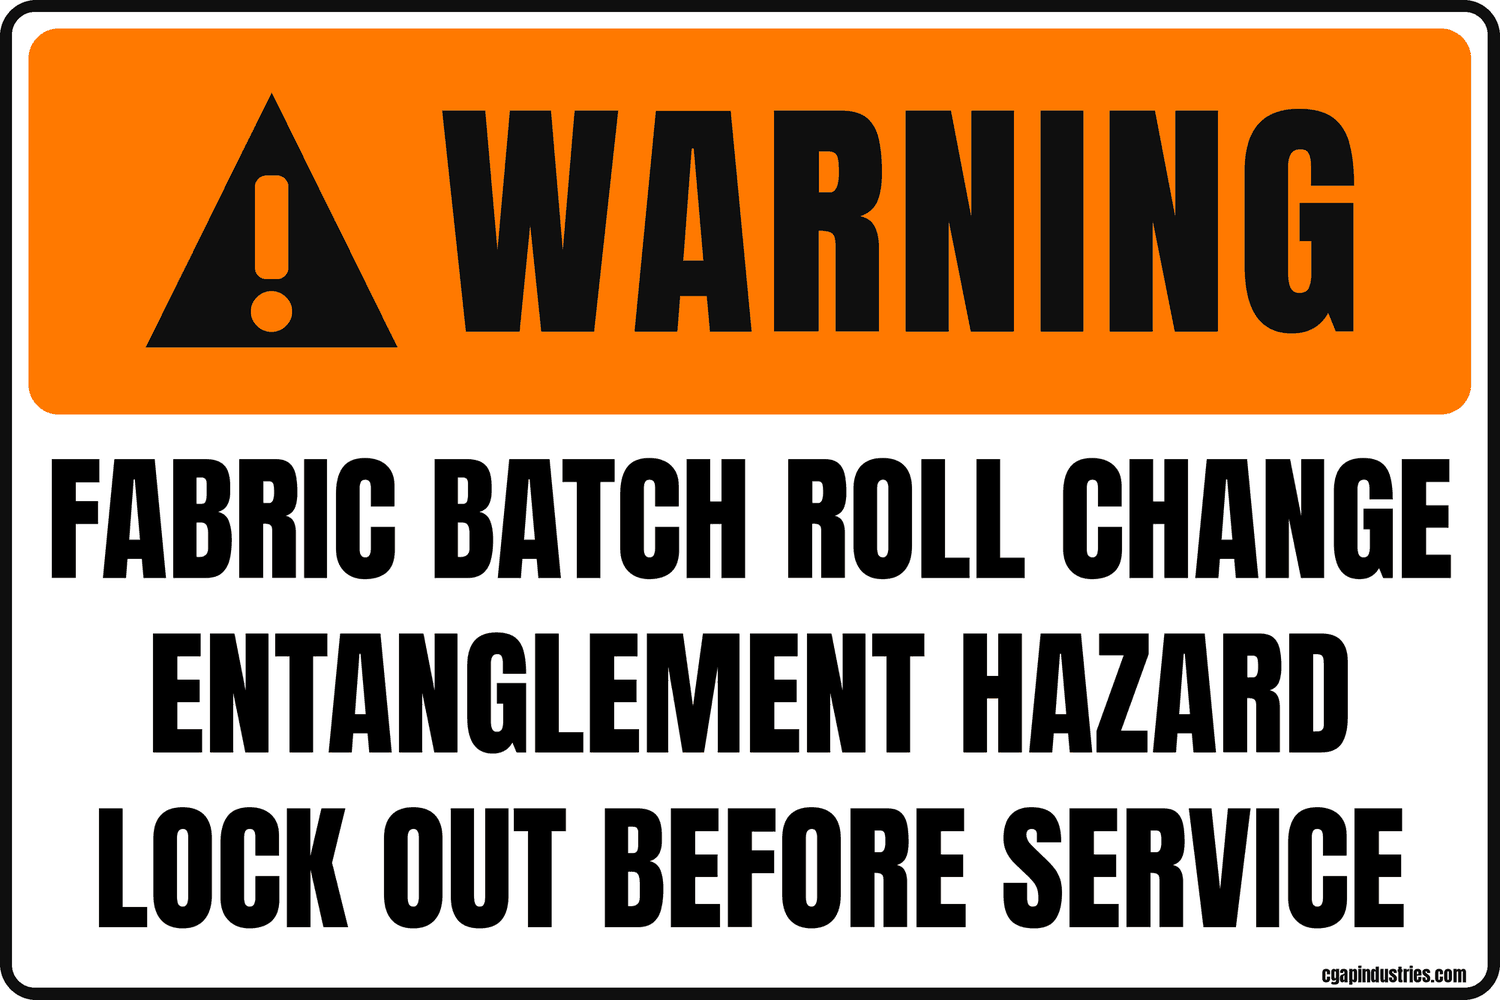 WARNING
FABRIC BATCH ROLL CHANGE
ENTANGLEMENT HAZARD
LOCK OUT BEFORE SERVICE
cgapindustries.com